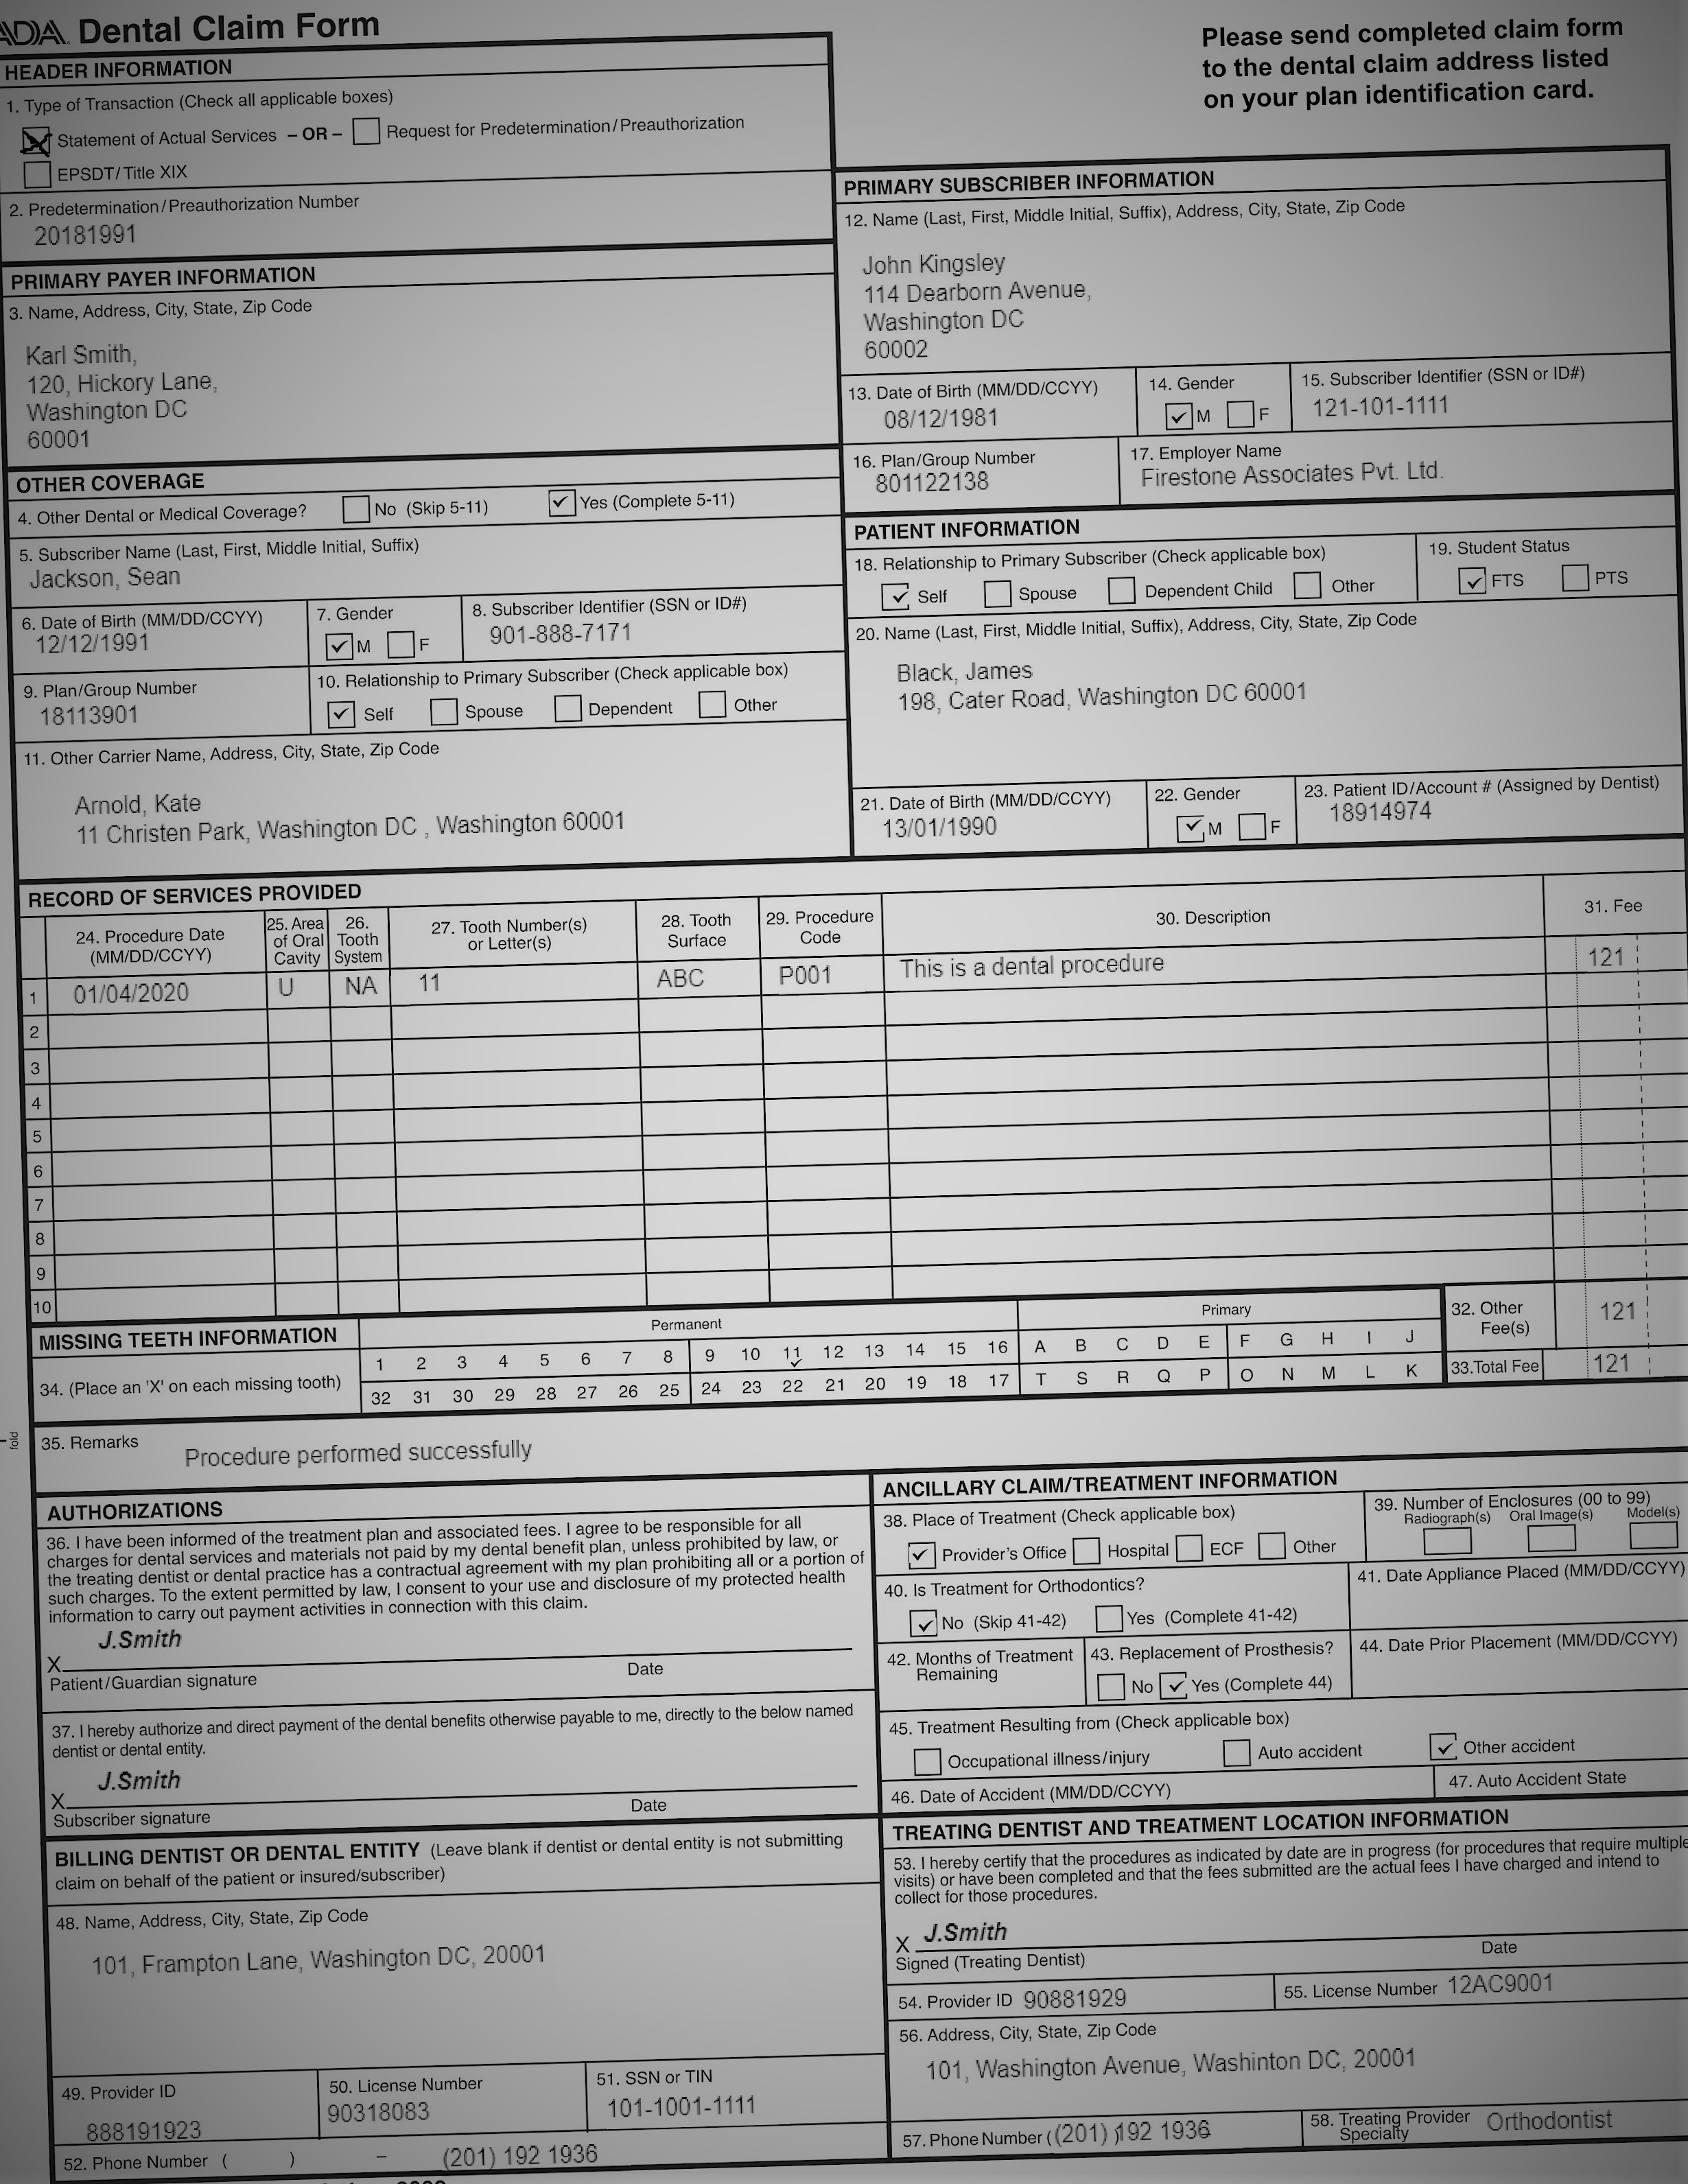 ADA Dental Claim Form
Please send completed claim form
to the dental claim address listed
on your plan identification card.
HEADER INFORMATION
1. Type of Transaction (Check all applicable boxes)
Statement of Actual Services – OR – Request for Predetermination/Preauthorization
EPSDT/Title XIX
2. Predetermination/Preauthorization Number
20181991
PRIMARY PAYER INFORMATION
3. Name, Address, City, State, Zip Code
Karl Smith,
120, Hickory Lane,
Washington DC
60001
OTHER COVERAGE
4. Other Dental or Medical Coverage? No (Skip 5-11) Yes (Complete 5-11)
5. Subscriber Name (Last, First, Middle Initial, Suffix)
Jackson, Sean
6. Date of Birth (MM/DD/CCYY) 7. Gender 8. Subscriber Identifier (SSN or ID#)
12/12/1991 M F 901-888-7171
9. Plan/Group Number 10. Relationship to Primary Subscriber (Check applicable box)
18113901 Self Spouse Dependent Other
11. Other Carrier Name, Address, City, State, Zip Code
Arnold, Kate
11 Christen Park, Washington DC , Washington 60001
PRIMARY SUBSCRIBER INFORMATION
12. Name (Last, First, Middle Initial, Suffix), Address, City, State, Zip Code
John Kingsley
114 Dearborn Avenue,
Washington DC
60002
13. Date of Birth (MM/DD/CCYY) 14. Gender 15. Subscriber Identifier (SSN or ID#)
08/12/1981 M F 121-101-1111
16. Plan/Group Number 17. Employer Name
801122138 Firestone Associates Pvt. Ltd.
PATIENT INFORMATION
18. Relationship to Primary Subscriber (Check applicable box) 19. Student Status
Self Spouse Dependent Child Other FTS PTS
20. Name (Last, First, Middle Initial, Suffix), Address, City, State, Zip Code
Black, James
198, Cater Road, Washington DC 60001
21. Date of Birth (MM/DD/CCYY) 22. Gender 23. Patient ID/Account # (Assigned by Dentist)
13/01/1990 M F 18914974
RECORD OF SERVICES PROVIDED
24. Procedure Date (MM/DD/CCYY) 25. Area of Oral Cavity 26. Tooth System 27. Tooth Number(s) or Letter(s) 28. Tooth Surface 29. Procedure Code 30. Description 31. Fee
1 01/04/2020 U NA 11 ABC P001 This is a dental procedure 121
2
3
4
5
6
7
8
9
10
MISSING TEETH INFORMATION Permanent Primary 32. Other Fee(s) 121
34. (Place an 'X' on each missing tooth)
1 2 3 4 5 6 7 8 9 10 11 12 13 14 15 16 A B C D E F G H I J
32 31 30 29 28 27 26 25 24 23 22 21 20 19 18 17 T S R Q P O N M L K 33.Total Fee 121
fold
35. Remarks Procedure performed successfully
AUTHORIZATIONS
36. I have been informed of the treatment plan and associated fees. I agree to be responsible for all
charges for dental services and materials not paid by my dental benefit plan, unless prohibited by law, or
the treating dentist or dental practice has a contractual agreement with my plan prohibiting all or a portion of
such charges. To the extent permitted by law, I consent to your use and disclosure of my protected health
information to carry out payment activities in connection with this claim.
J.Smith
X
Patient/Guardian signature Date
37. I hereby authorize and direct payment of the dental benefits otherwise payable to me, directly to the below named
dentist or dental entity.
J.Smith
X
Subscriber signature Date
ANCILLARY CLAIM/TREATMENT INFORMATION
38. Place of Treatment (Check applicable box) 39. Number of Enclosures (00 to 99)
Radiograph(s) Oral Image(s) Model(s)
Provider's Office Hospital ECF Other
40. Is Treatment for Orthodontics? 41. Date Appliance Placed (MM/DD/CCYY)
No (Skip 41-42) Yes (Complete 41-42)
42. Months of Treatment Remaining 43. Replacement of Prosthesis? 44. Date Prior Placement (MM/DD/CCYY)
No Yes (Complete 44)
45. Treatment Resulting from (Check applicable box)
Occupational illness/injury Auto accident Other accident
46. Date of Accident (MM/DD/CCYY) 47. Auto Accident State
BILLING DENTIST OR DENTAL ENTITY (Leave blank if dentist or dental entity is not submitting
claim on behalf of the patient or insured/subscriber)
48. Name, Address, City, State, Zip Code
101, Frampton Lane, Washington DC, 20001
49. Provider ID 50. License Number 51. SSN or TIN
888191923 90318083 101-1001-1111
52. Phone Number ( ) – (201) 192 1936
TREATING DENTIST AND TREATMENT LOCATION INFORMATION
53. I hereby certify that the procedures as indicated by date are in progress (for procedures that require multiple
visits) or have been completed and that the fees submitted are the actual fees I have charged and intend to
collect for those procedures.
J.Smith
X
Signed (Treating Dentist) Date
54. Provider ID 90881929 55. License Number 12AC9001
56. Address, City, State, Zip Code
101, Washington Avenue, Washinton DC, 20001
57. Phone Number ( (201) ) 192 1936 58. Treating Provider Specialty Orthodontist